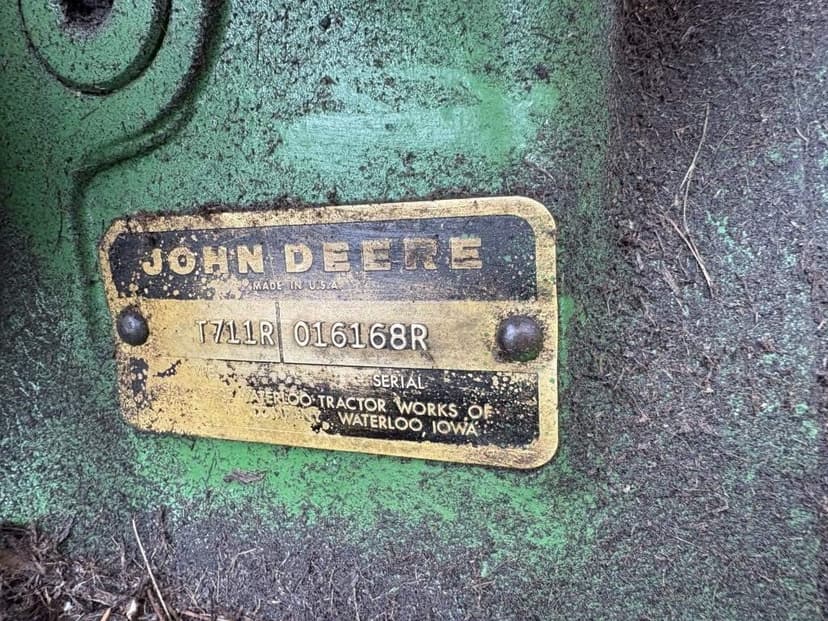 JOHN DEERE
MADE IN U.S.A.
T711R 016168R
SERIAL
WATERLOO TRACTOR WORKS OF
WATERLOO, IOWA